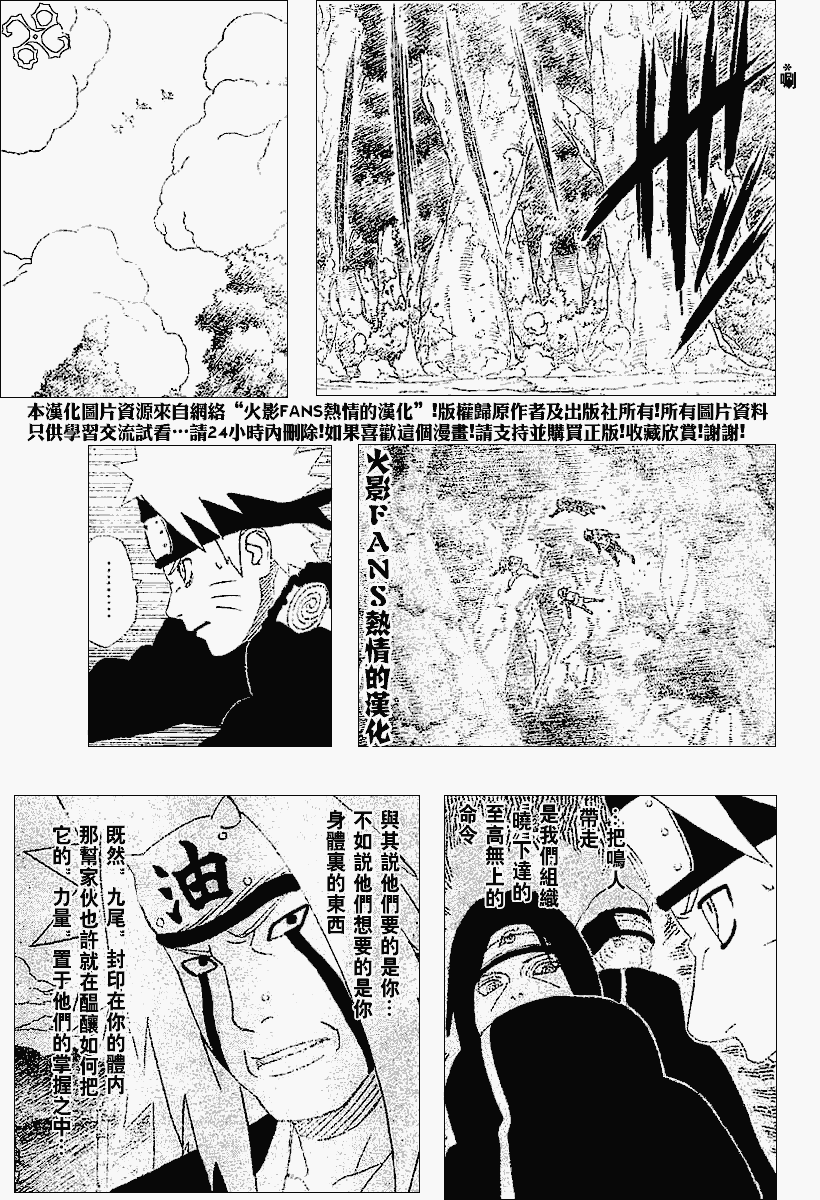 *唰
本漢化圖片資源來自網絡“火影FANS熱情的漢化”!版權歸原作者及出版社所有!所有圖片資料
只供學習交流試看…請24小時內刪除!如果喜歡這個漫畫!請支持並購買正版!收藏欣賞!謝謝!
火影FANS熱情的漢化
………
…把鳴人
帶走
是我們組織
“曉”下達的
至高無上的
命令
與其說他們要的是你…
不如說他們想要的是你
身體裏的東西
油
既然“九尾”封印在你的體内
那幫家伙也許就在醞釀如何把
它的“力量”置于他們的掌握之中…